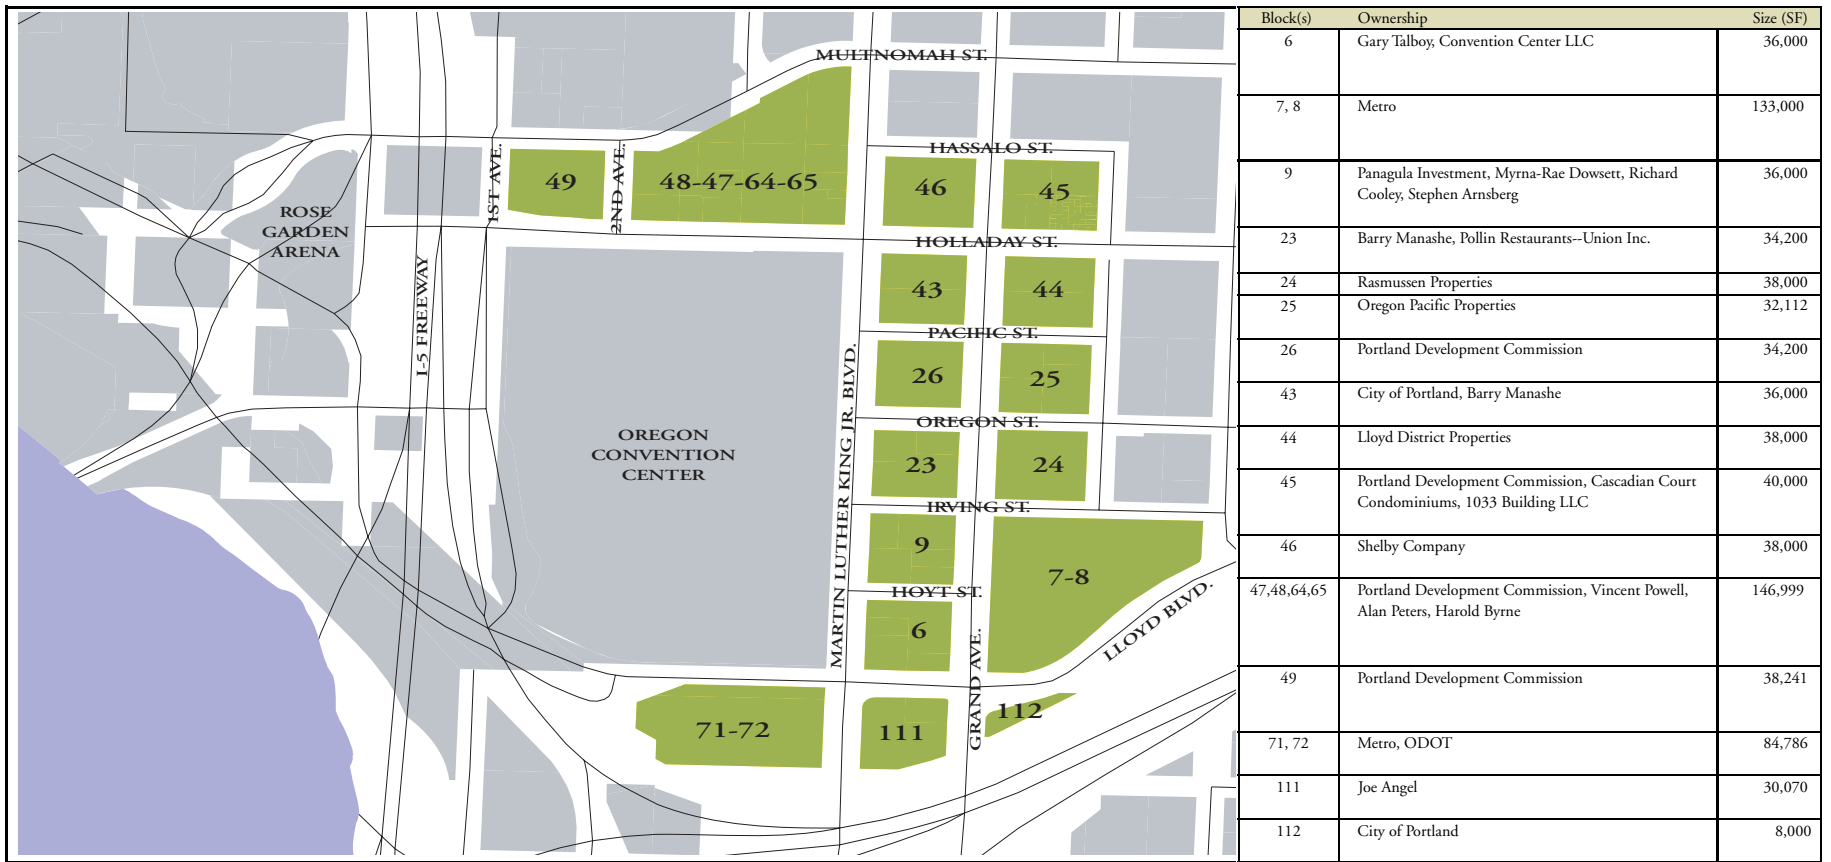 MULTNOMAH ST.
HASSALO ST.
1ST AVE.
49
2ND AVE.
48-47-64-65
46
45
ROSE
GARDEN
ARENA
HOLLADAY ST.
I-5 FREEWAY
43
44
PACIFIC ST.
26
25
OREGON
CONVENTION
CENTER
MARTIN LUTHER KING JR. BLVD.
OREGON ST.
23
24
IRVING ST.
9
7-8
HOYT ST.
6
LLOYD BLVD.
GRAND AVE.
71-72
111
112
Block(s) Ownership Size (SF)
6 Gary Talboy, Convention Center LLC 36,000
7, 8 Metro 133,000
9 Panagula Investment, Myrna-Rae Dowsett, Richard 36,000
Cooley, Stephen Arnsberg
23 Barry Manashe, Pollin Restaurants--Union Inc. 34,200
24 Rasmussen Properties 38,000
25 Oregon Pacific Properties 32,112
26 Portland Development Commission 34,200
43 City of Portland, Barry Manashe 36,000
44 Lloyd District Properties 38,000
45 Portland Development Commission, Cascadian Court 40,000
Condominiums, 1033 Building LLC
46 Shelby Company 38,000
47,48,64,65 Portland Development Commission, Vincent Powell, 146,999
Alan Peters, Harold Byrne
49 Portland Development Commission 38,241
71, 72 Metro, ODOT 84,786
111 Joe Angel 30,070
112 City of Portland 8,000